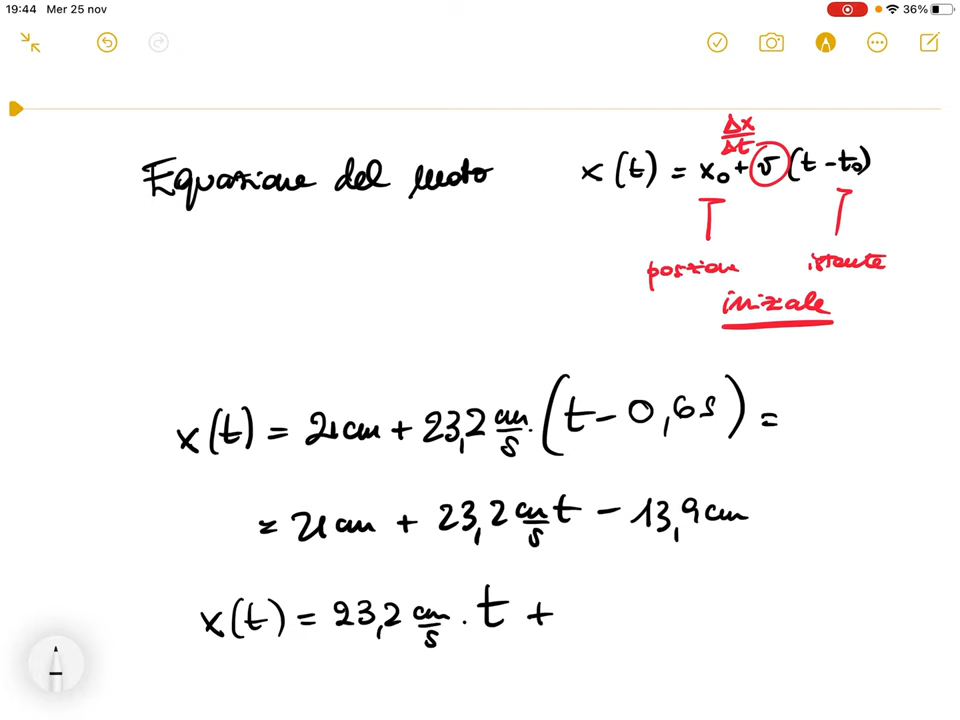 19:44 Mer 25 nov 36%
Δx/Δt
Equazione del moto x(t) = x₀ + v (t - t₀)
posizione istante
iniziale
x(t) = 21 cm + 23,2 cm/s · (t - 0,6 s) =
= 21 cm + 23,2 cm/s t - 13,9 cm
x(t) = 23,2 cm/s · t +